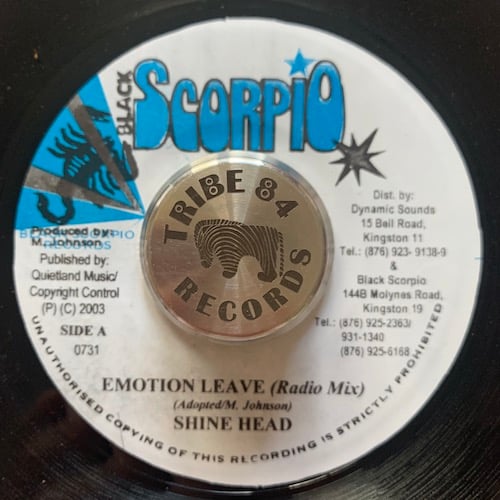 BLACK
SCORPIO
Produced by:
M. Johnson
Published by:
Quietland Music/
Copyright Control
(P) (C) 2003
SIDE A
0731
TRIBE 84
RECORDS
Dist. by:
Dynamic Sounds
15 Bell Road,
Kingston 11
Tel.: (876) 923- 9138-9
&
Black Scorpio
144B Molynes Road,
Kingston 19
Tel.: (876) 925-2363/
931-1340
(876) 925-6168
EMOTION LEAVE (Radio Mix)
(Adopted/M. Johnson)
SHINE HEAD
UNAUTHORISED COPYING OF THIS RECORDING IS STRICTLY PROHIBITED